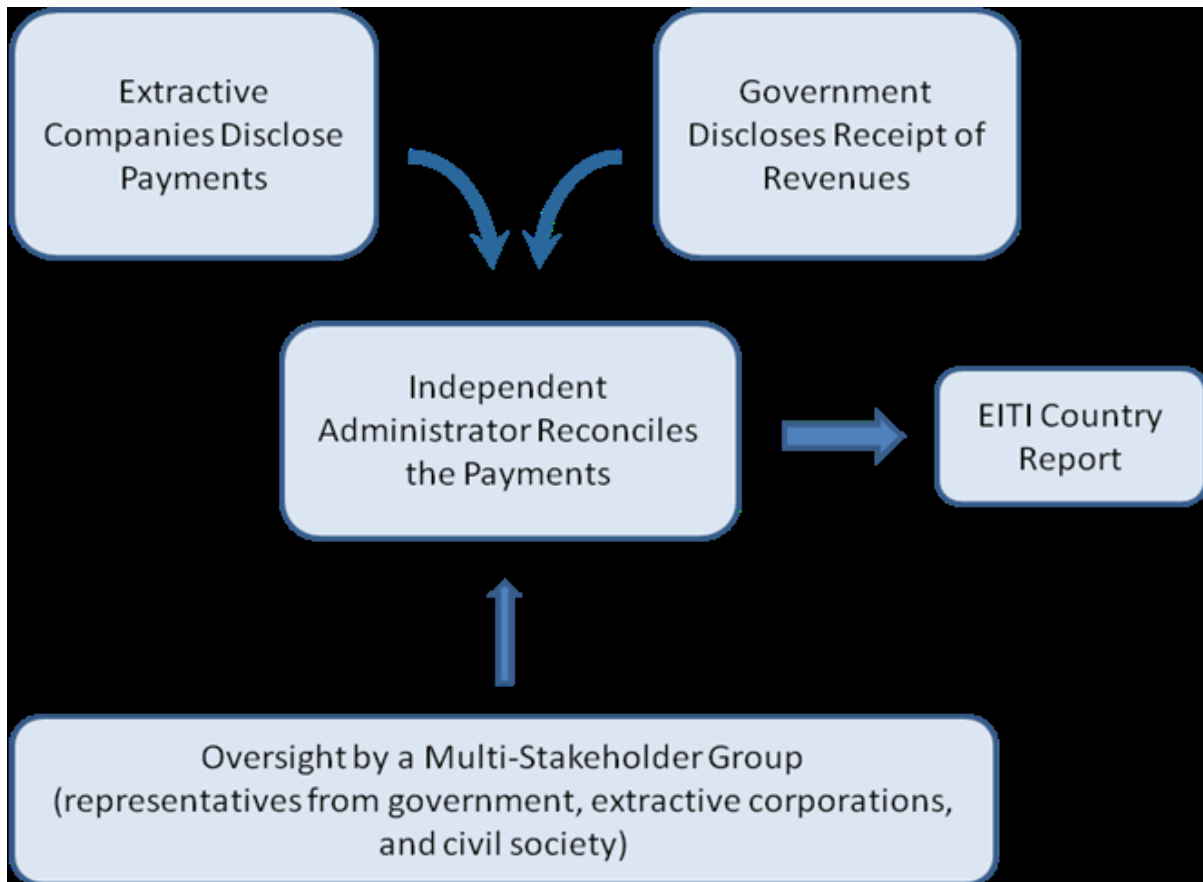 Extractive
Companies Disclose
Payments
Government
Discloses Receipt of
Revenues
Independent
Administrator Reconciles
the Payments
EITI Country
Report
Oversight by a Multi-Stakeholder Group
(representatives from government, extractive corporations,
and civil society)